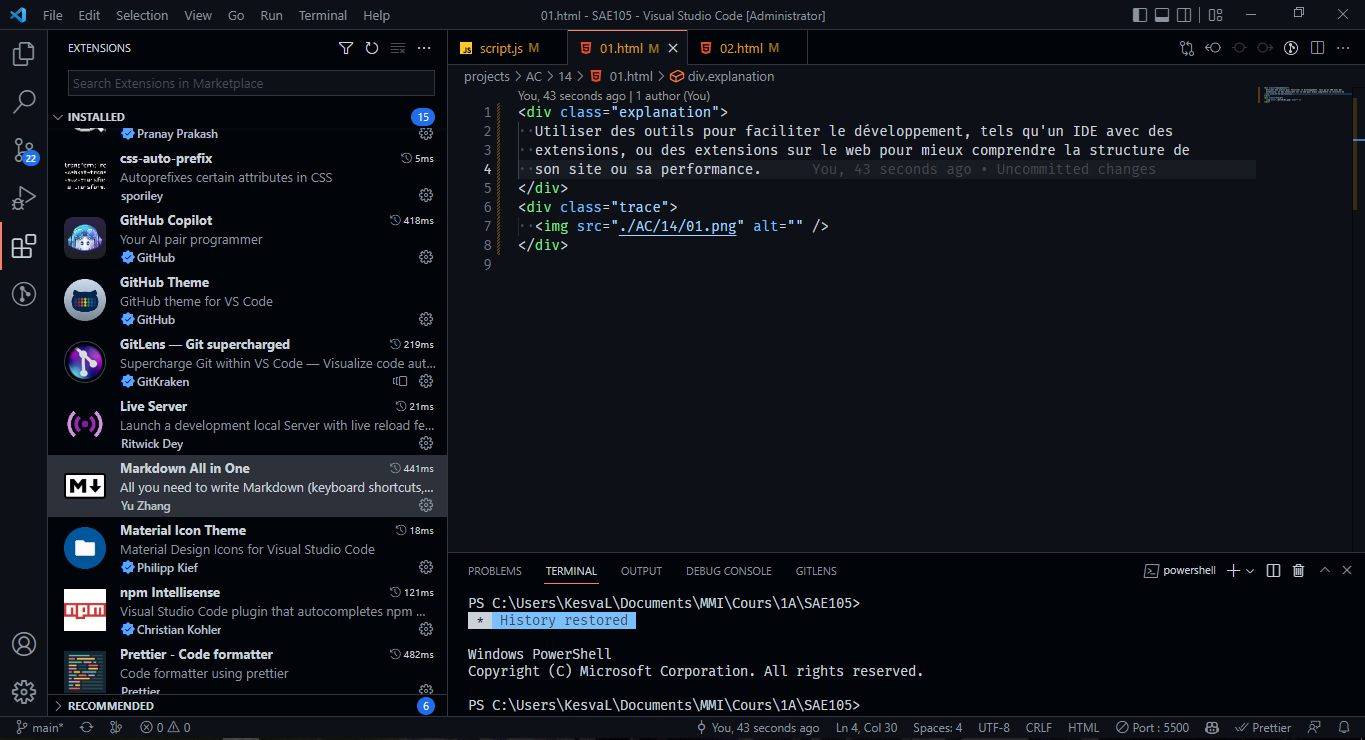 File Edit Selection View Go Run Terminal Help
01.html - SAE105 - Visual Studio Code [Administrator]
EXTENSIONS
Search Extensions in Marketplace
INSTALLED 15
22
Pranay Prakash
css-auto-prefix 5ms
Autoprefixes certain attributes in CSS
sporiley
GitHub Copilot 418ms
Your AI pair programmer
GitHub
GitHub Theme
GitHub theme for VS Code
GitHub
GitLens — Git supercharged 219ms
Supercharge Git within VS Code — Visualize code aut...
GitKraken
Live Server 21ms
Launch a development local Server with live reload fe...
Ritwick Dey
Markdown All in One 441ms
M
All you need to write Markdown (keyboard shortcuts,...
Yu Zhang
Material Icon Theme 18ms
Material Design Icons for Visual Studio Code
Philipp Kief
npm Intellisense 121ms
npm
Visual Studio Code plugin that autocompletes npm ...
Christian Kohler
Prettier - Code formatter 482ms
Code formatter using prettier
Prettier
RECOMMENDED 6
JS script.js M
01.html M
02.html M
projects > AC > 14 > 01.html > div.explanation
You, 43 seconds ago | 1 author (You)
1 <div class="explanation">
2 Utiliser des outils pour faciliter le développement, tels qu'un IDE avec des
3 extensions, ou des extensions sur le web pour mieux comprendre la structure de
4 son site ou sa performance. You, 43 seconds ago • Uncommitted changes
5 </div>
6 <div class="trace">
7 <img src="./AC/14/01.png" alt="" />
8 </div>
9
PROBLEMS TERMINAL OUTPUT DEBUG CONSOLE GITLENS
powershell
PS C:\Users\KesvaL\Documents\MMI\Cours\1A\SAE105>
* History restored
Windows PowerShell
Copyright (C) Microsoft Corporation. All rights reserved.
PS C:\Users\KesvaL\Documents\MMI\Cours\1A\SAE105>
main* 0 0 You, 43 seconds ago Ln 4, Col 30 Spaces: 4 UTF-8 CRLF HTML Port : 5500 Prettier